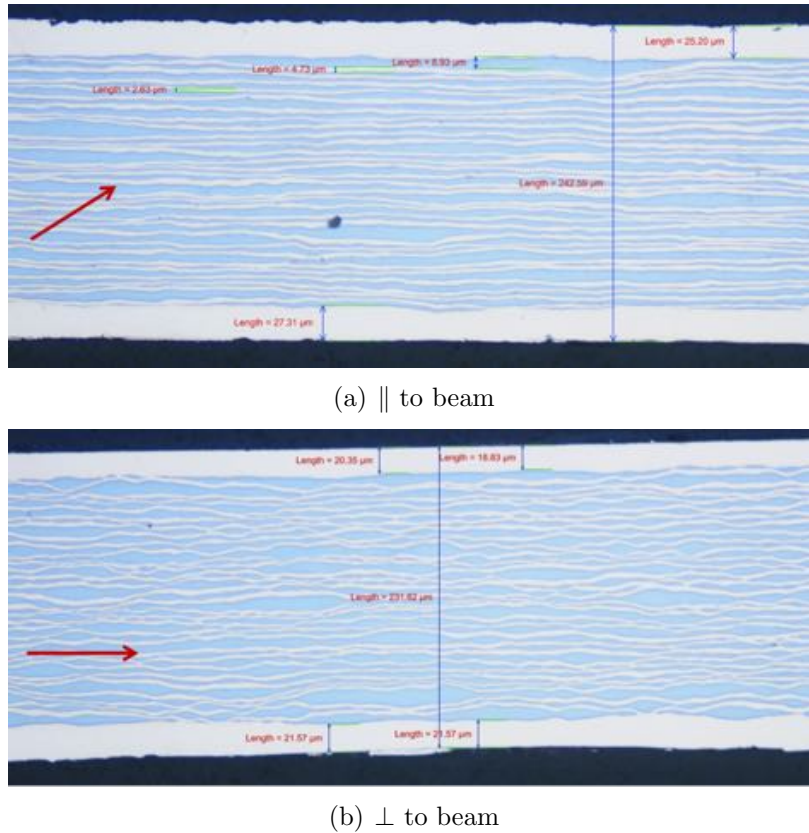 Length = 25.20 µm
Length = 4.73 µm
Length = 8.93 µm
Length = 2.63 µm
Length = 242.59 µm
Length = 27.31 µm
(a) ∥ to beam
Length = 20.35 µm
Length = 18.83 µm
Length = 231.62 µm
Length = 21.57 µm
Length = 21.57 µm
(b) ⊥ to beam